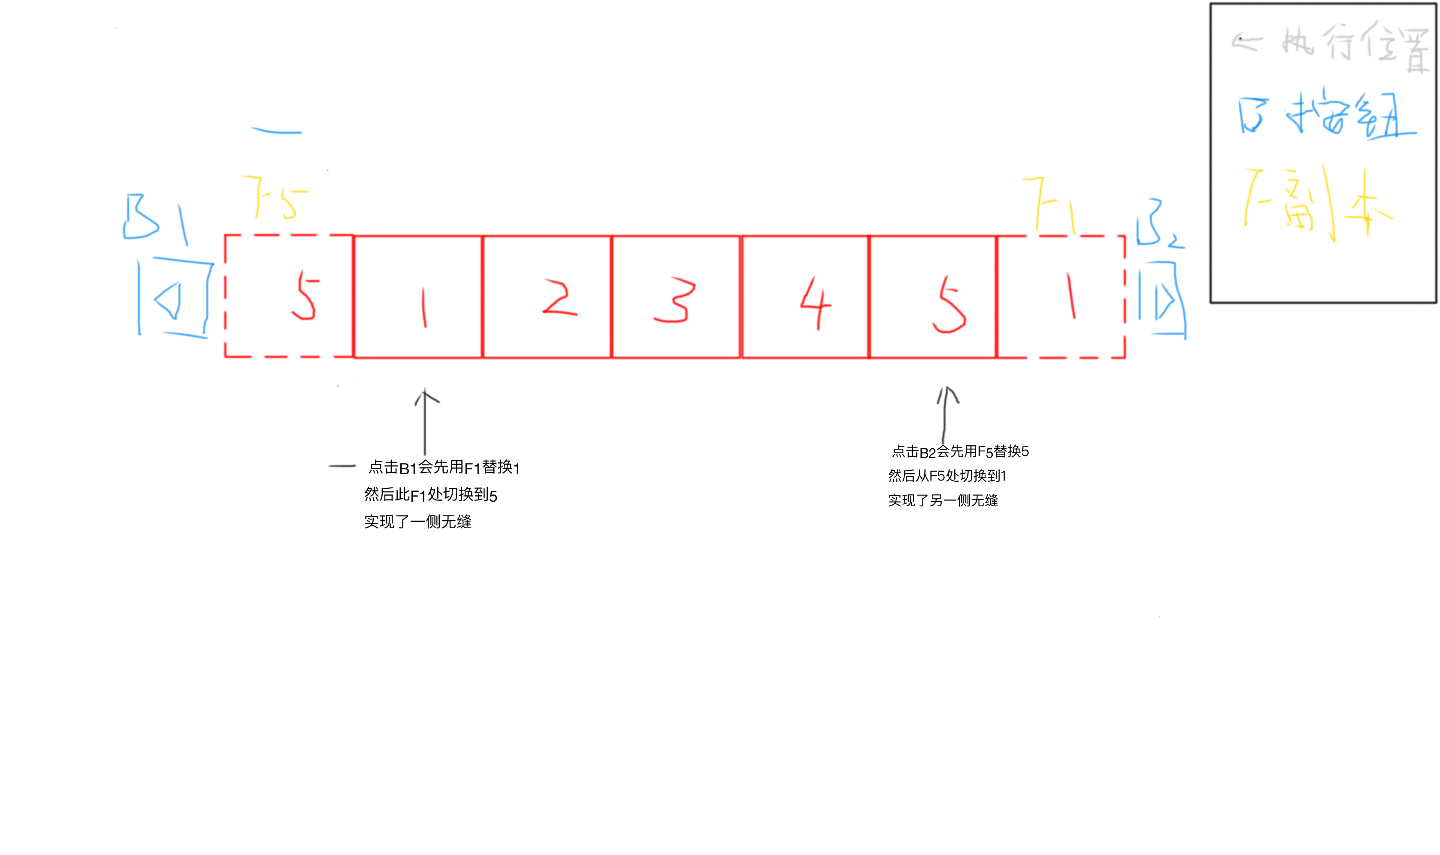 ← 执行位置
B 按钮
F副本
B1
F5
F1
B2
5 1 2 3 4 5 1
点击B1会先用F1替换1
然后此F1处切换到5
实现了一侧无缝
点击B2会先用F5替换5
然后从F5处切换到1
实现了另一侧无缝